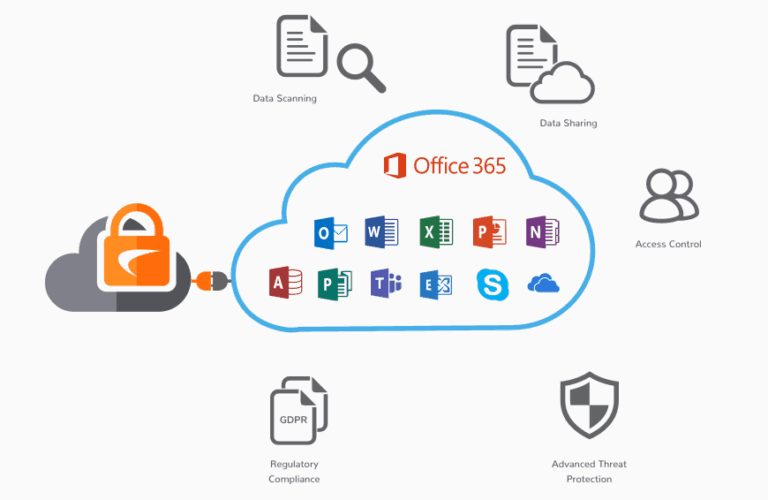 Data Scanning
Data Sharing
Office 365
Access Control
O W X P N
A P T E S
GDPR
Regulatory
Compliance
Advanced Threat
Protection